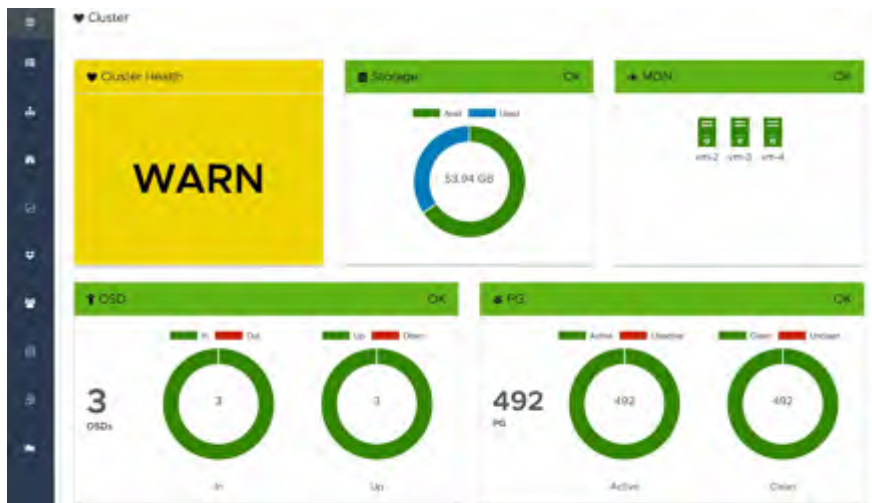 Cluster
Cluster Health
WARN
Storage OK
Avail Used
53.94 GB
MON OK
vm-2 vm-3 vm-4
OSD OK
In Out
Up Down
3
OSDs
3
In
3
Up
PG OK
Active Unactive
Clean Unclean
492
PG
492
Active
492
Clean